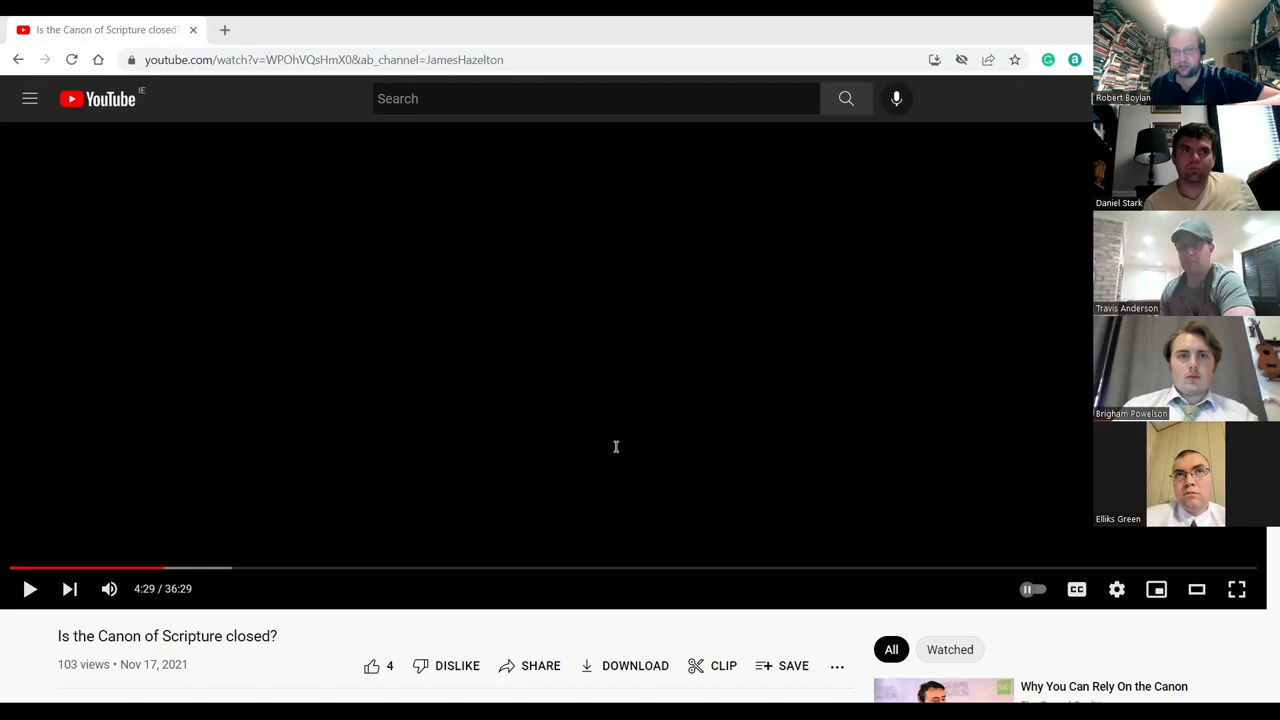 Is the Canon of Scripture closed?
youtube.com/watch?v=WPOhVQsHmX0&ab_channel=JamesHazelton
YouTube IE
Search
Robert Boylan
Daniel Stark
Travis Anderson
Brigham Powelson
Elliks Green
4:29 / 36:29
CC
Is the Canon of Scripture closed?
103 views • Nov 17, 2021
4 DISLIKE SHARE DOWNLOAD CLIP SAVE
All Watched
Why You Can Rely On the Canon